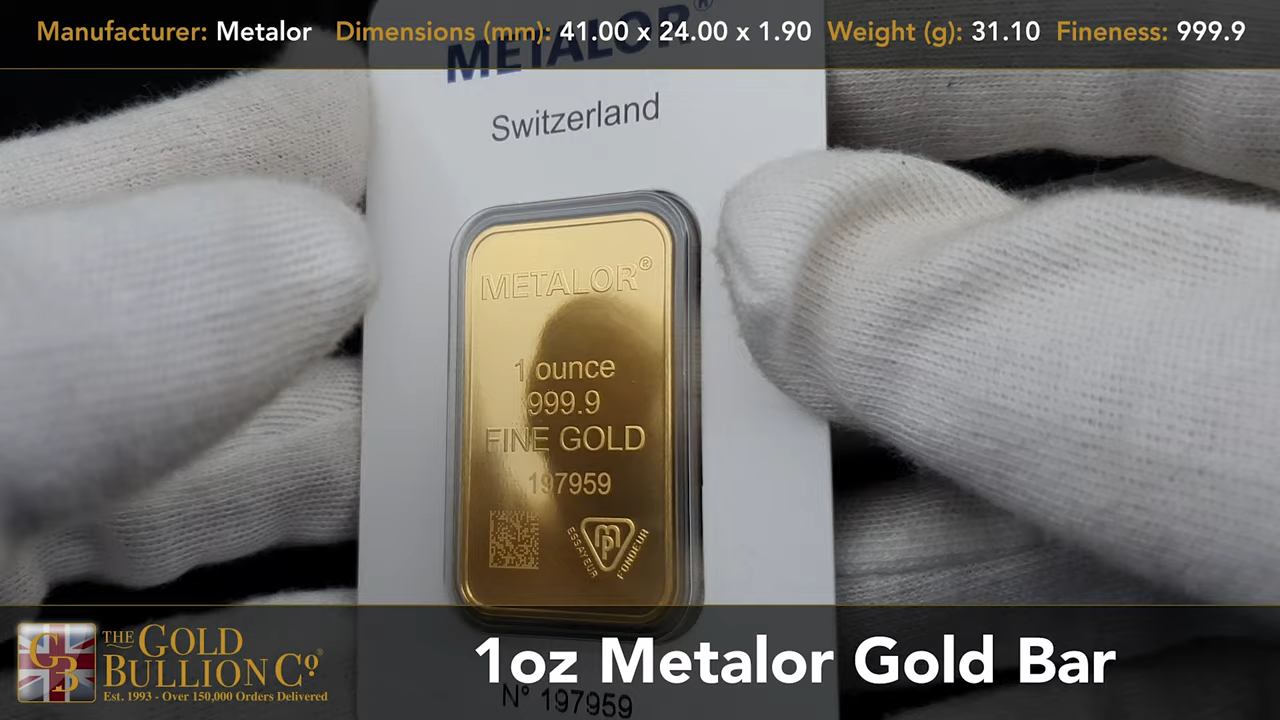 Manufacturer: Metalor Dimensions (mm): 41.00 x 24.00 x 1.90 Weight (g): 31.10 Fineness: 999.9
METALOR®
Switzerland
METALOR®
1 ounce
999.9
FINE GOLD
197959
ESSAYEUR MP FONDEUR
THE GOLD
BULLION Co®
Est. 1993 - Over 150,000 Orders Delivered
GB
1oz Metalor Gold Bar
N° 197959